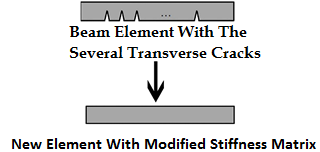 ...
Beam Element With The
Several Transverse Cracks
New Element With Modified Stiffness Matrix